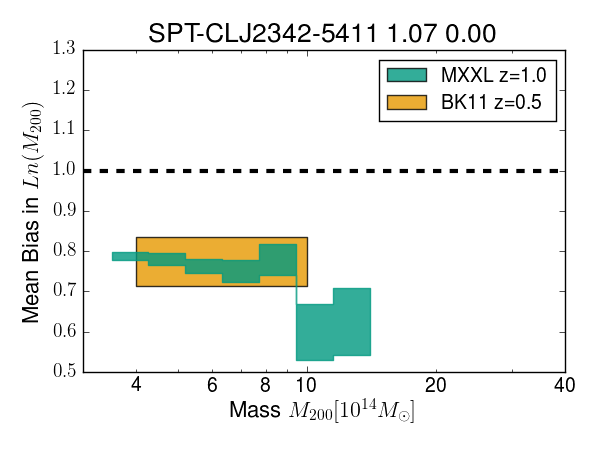 SPT-CLJ2342-5411 1.07 0.00
MXXL z=1.0
BK11 z=0.5
Mean Bias in Ln(M₂₀₀)
1.3
1.2
1.1
1.0
0.9
0.8
0.7
0.6
0.5
4 6 8 10 20 40
Mass M₂₀₀[10¹⁴M☉]